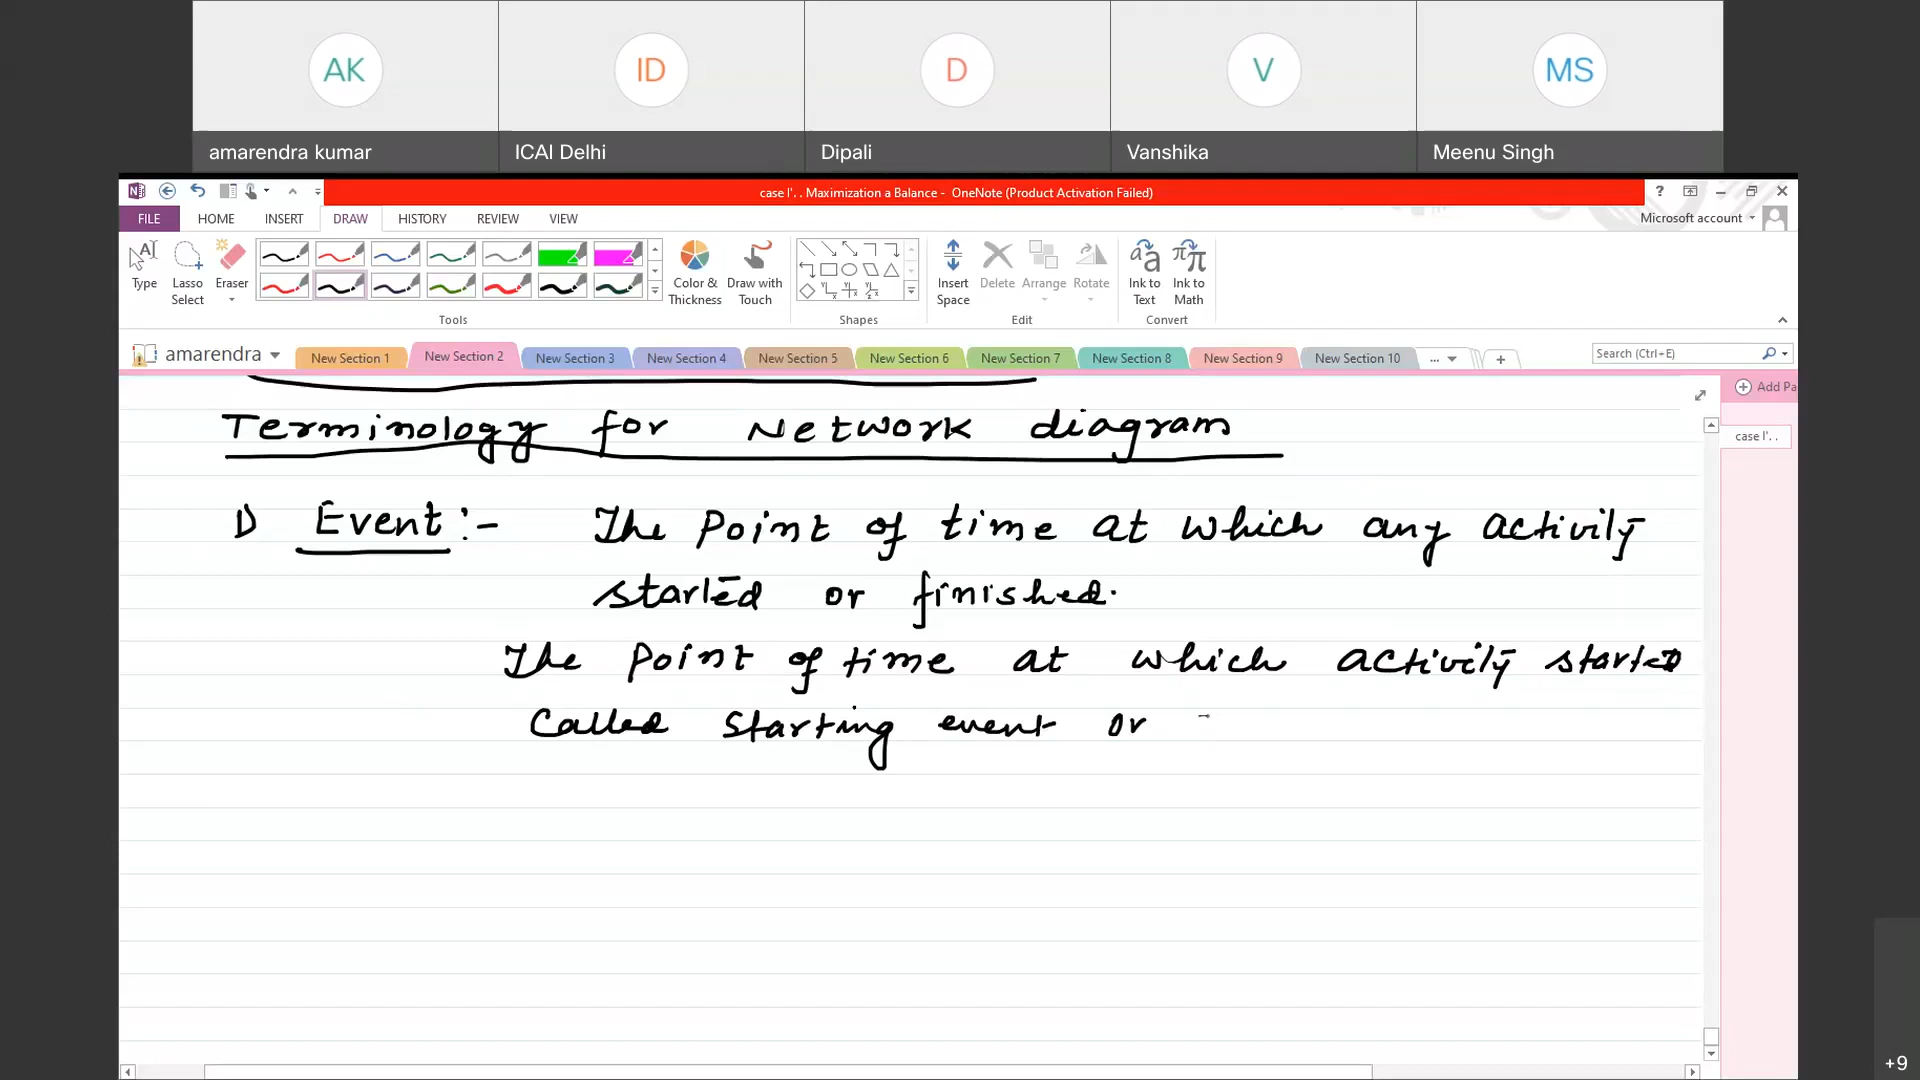 AK ID D V MS
amarendra kumar ICAI Delhi Dipali Vanshika Meenu Singh
case I'. . Maximization a Balance - OneNote (Product Activation Failed) ?
FILE HOME INSERT DRAW HISTORY REVIEW VIEW Microsoft account
Type Lasso Select Eraser Color & Thickness Draw with Touch Insert Space Delete Arrange Rotate Ink to Text Ink to Math
Tools Shapes Edit Convert
amarendra New Section 1 New Section 2 New Section 3 New Section 4 New Section 5 New Section 6 New Section 7 New Section 8 New Section 9 New Section 10 ... + Search (Ctrl+E)
Add Pa
case I'. .
Terminology for Network diagram
1) Event :- The point of time at which any activity
started or finished.
The point of time at which activity started
called starting event or
+9